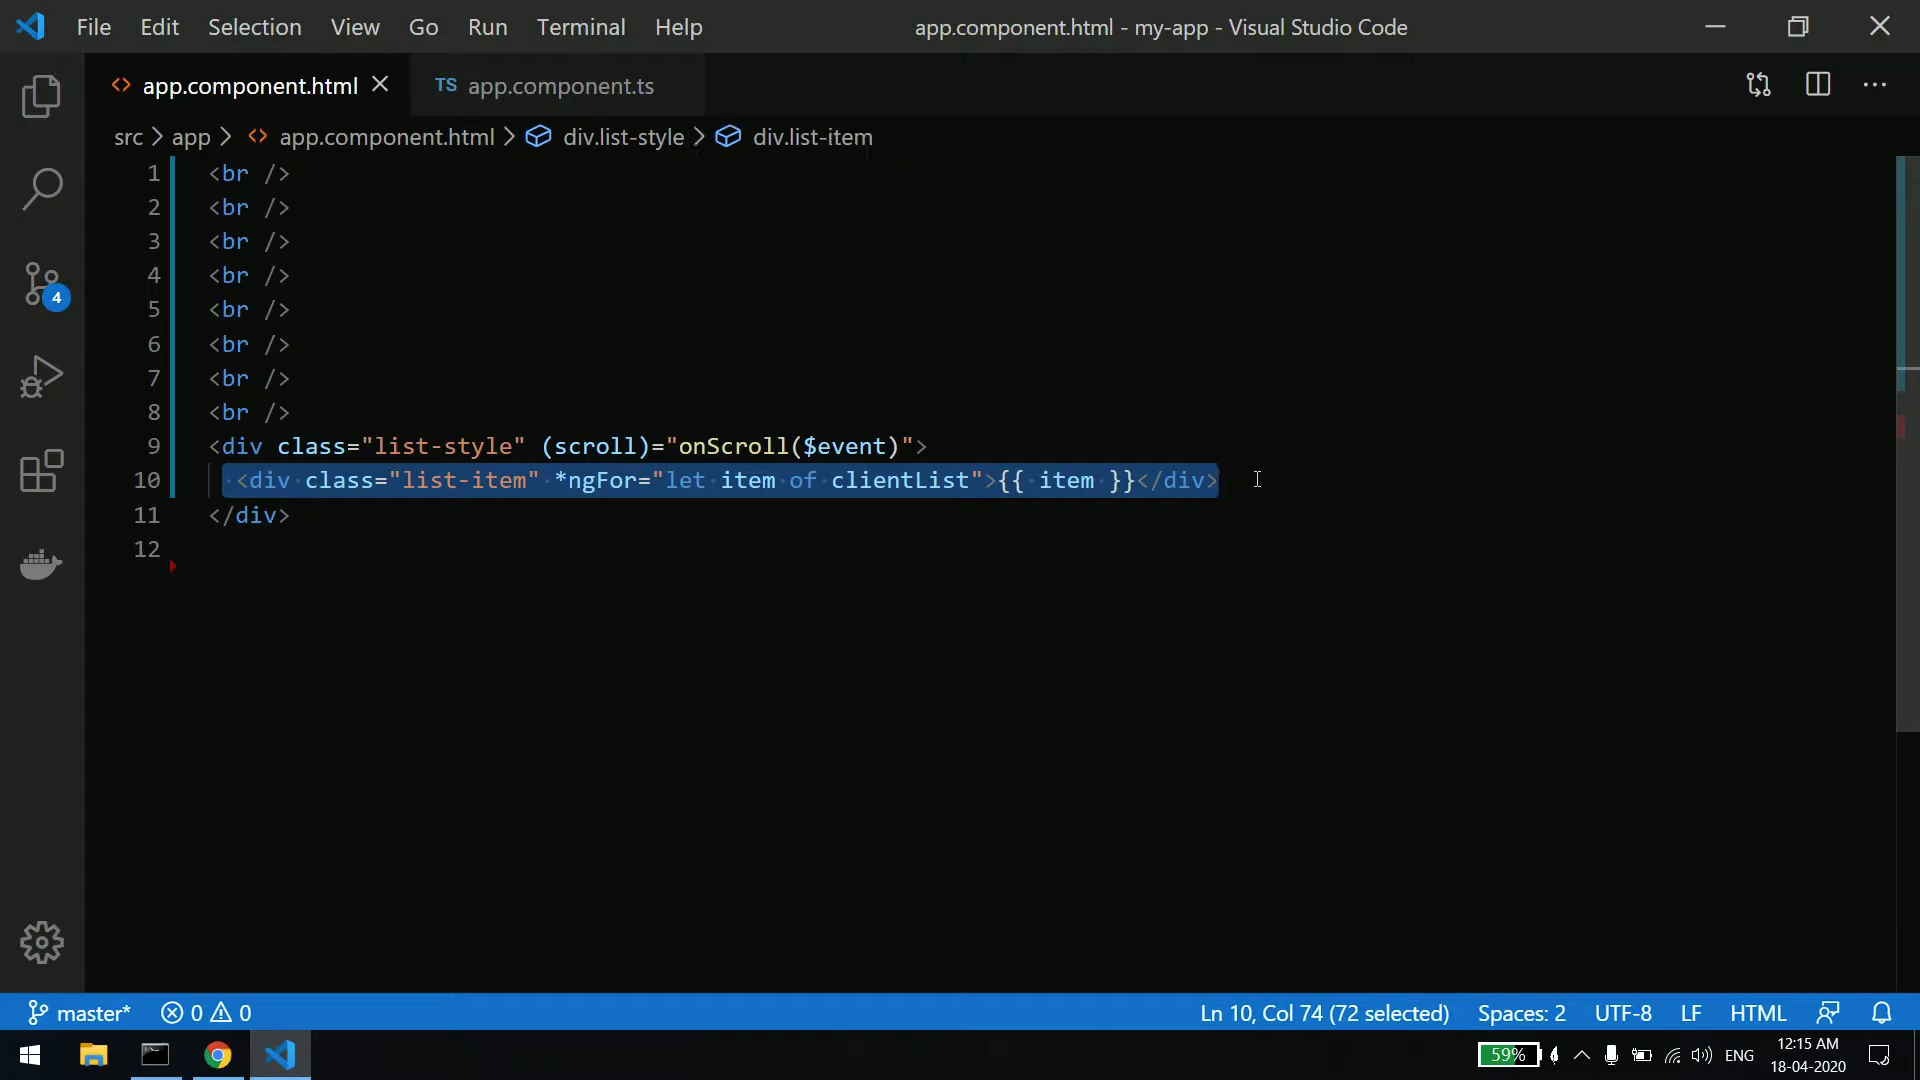 File Edit Selection View Go Run Terminal Help app.component.html - my-app - Visual Studio Code
app.component.html TS app.component.ts
src app app.component.html div.list-style div.list-item
1 <br />
2 <br />
3 <br />
4 <br />
5 <br />
6 <br />
7 <br />
8 <br />
9 <div class="list-style" (scroll)="onScroll($event)">
10 <div class="list-item" *ngFor="let item of clientList">{{ item }}</div>
11 </div>
12
4
master* 0 0 Ln 10, Col 74 (72 selected) Spaces: 2 UTF-8 LF HTML
59% ENG 12:15 AM
18-04-2020